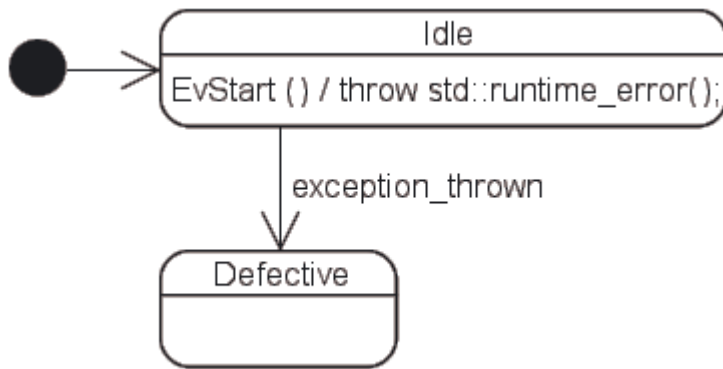 Idle
EvStart () / throw std::runtime_error();
exception_thrown
Defective